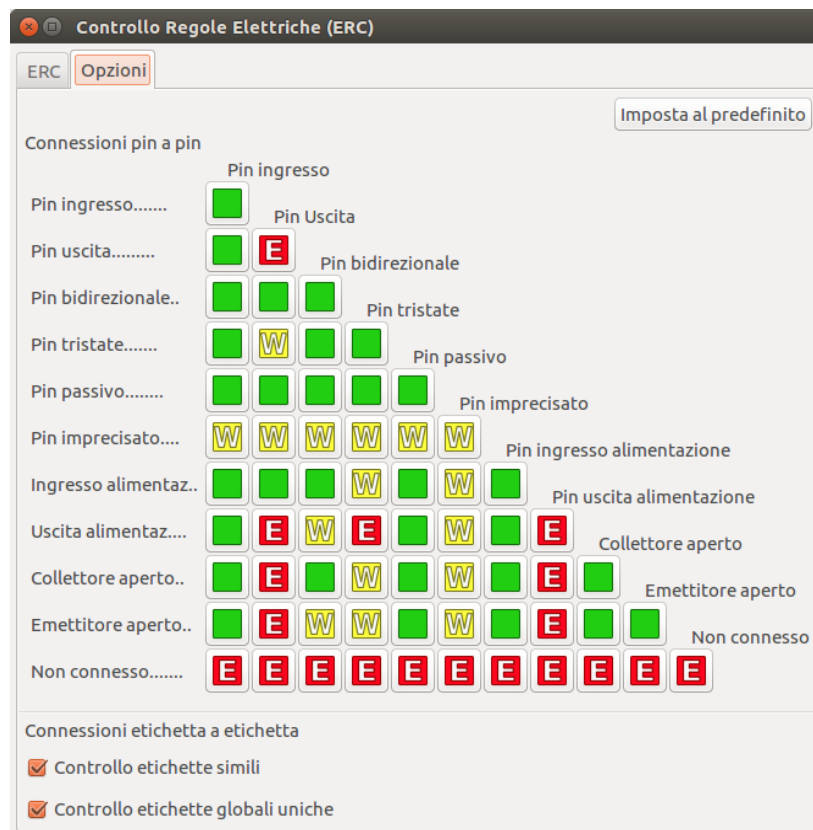 Controllo Regole Elettriche (ERC)
ERC Opzioni
Imposta al predefinito
Connessioni pin a pin
Pin ingresso
Pin ingresso.......
Pin Uscita
Pin uscita......... E
Pin bidirezionale
Pin bidirezionale..
Pin tristate
Pin tristate....... W
Pin passivo
Pin passivo........
Pin imprecisato
Pin imprecisato.... W W W W W W
Pin ingresso alimentazione
Ingresso alimentaz.. W W
Pin uscita alimentazione
Uscita alimentaz.... E W E W E
Collettore aperto
Collettore aperto.. E W W E
Emettitore aperto
Emettitore aperto.. E W W W E
Non connesso
Non connesso....... E E E E E E E E E E E
Connessioni etichetta a etichetta
Controllo etichette simili
Controllo etichette globali uniche